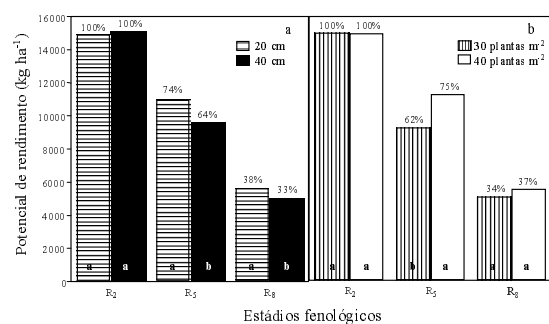 Potencial de rendimento (kg ha⁻¹)
16000
14000
12000
10000
8000
6000
4000
2000
0
a
20 cm
40 cm
100%
100%
74%
64%
38%
33%
a a a b a b
R₂ R₅ R₈
b
30 plantas m⁻²
40 plantas m⁻²
100%
100%
62%
75%
34%
37%
a a b a a a
R₂ R₅ R₈
Estádios fenológicos